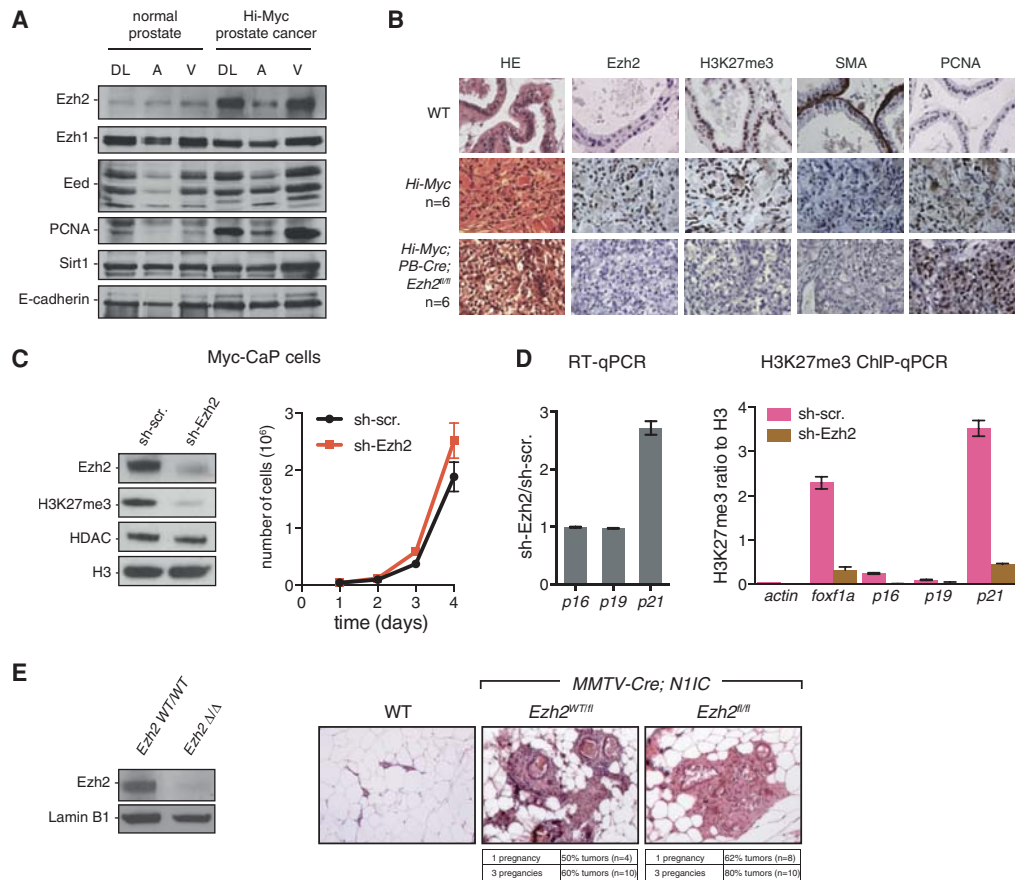 A
normal prostate
Hi-Myc prostate cancer
DL A V DL A V
Ezh2
Ezh1
Eed
PCNA
Sirt1
E-cadherin
B
HE Ezh2 H3K27me3 SMA PCNA
WT
Hi-Myc
n=6
Hi-Myc;
PB-Cre;
Ezh2fl/fl
n=6
C
Myc-CaP cells
sh-scr. sh-Ezh2
Ezh2
H3K27me3
HDAC
H3
sh-scr.
sh-Ezh2
number of cells (10⁶)
3
2
1
0
0 1 2 3 4
time (days)
D
RT-qPCR
sh-Ezh2/sh-scr.
3
2
1
0
p16 p19 p21
H3K27me3 ChIP-qPCR
sh-scr.
sh-Ezh2
H3K27me3 ratio to H3
4
2
0
actin foxf1a p16 p19 p21
E
Ezh2 WT/WT
Ezh2 Δ/Δ
Ezh2
Lamin B1
MMTV-Cre; N1IC
WT Ezh2WT/fl Ezh2fl/fl
1 pregnancy 50% tumors (n=4)
3 pregancies 60% tumors (n=10)
1 pregnancy 62% tumors (n=8)
3 pregancies 80% tumors (n=10)